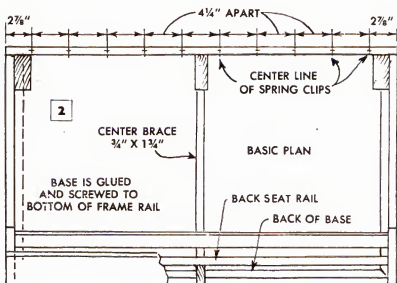 2⅞" 4¼" APART 2⅞"
CENTER LINE
OF SPRING CLIPS
2
CENTER BRACE
¾" X 1¾"
BASIC PLAN
BASE IS GLUED
AND SCREWED TO
BOTTOM OF FRAME RAIL
BACK SEAT RAIL
BACK OF BASE